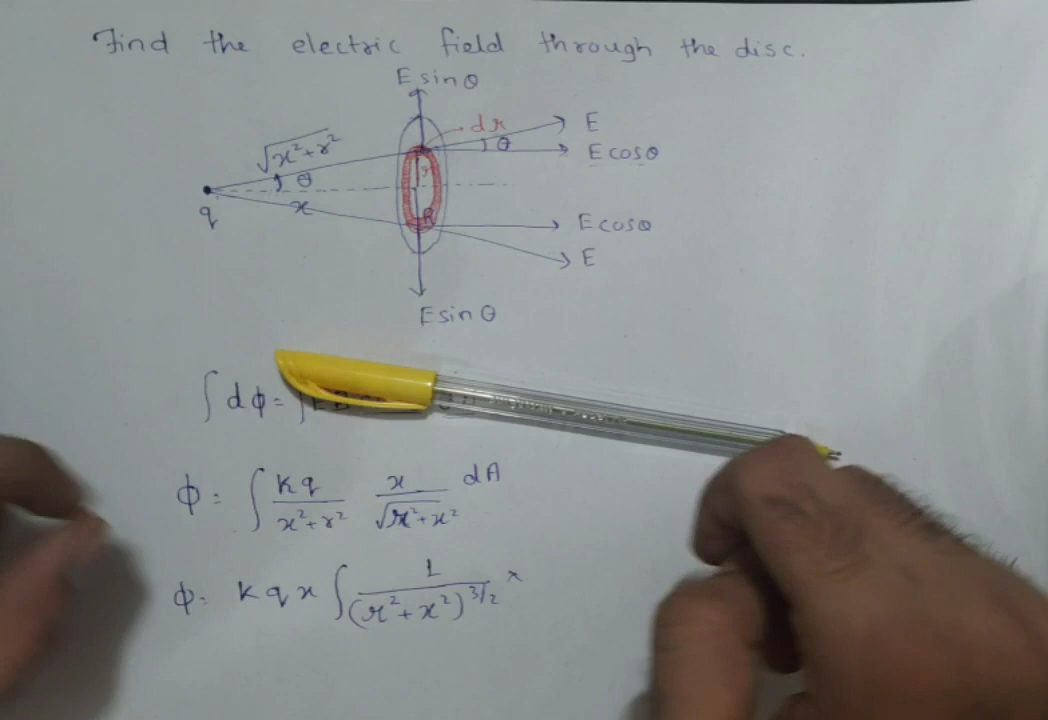 Find the electric field through the disc.
E sinθ
dr
E
θ
E cosθ
√x²+r²
θ
r
q
x
R
E cosθ
E
E sinθ
∫dϕ = ∫
ϕ = ∫ Kq/x²+r² x/√r²+x² dA
ϕ = Kqx ∫ 1/(r²+x²)^3/2 ×